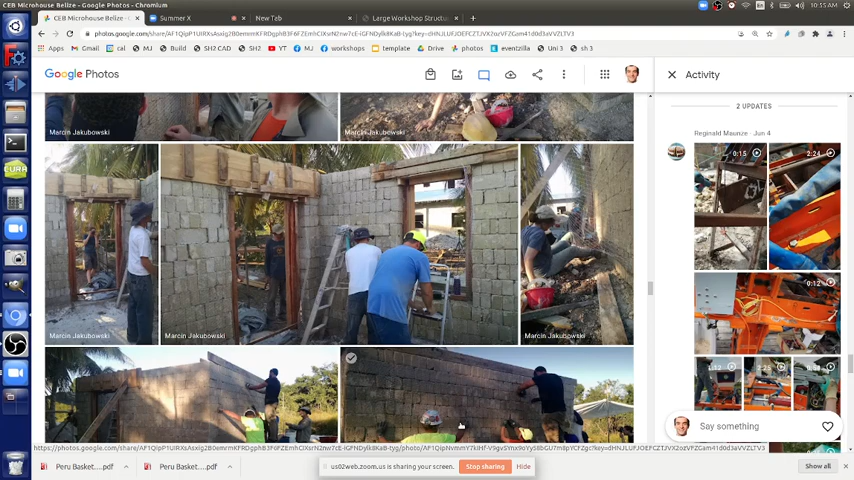 CEB MicroHouse Belize - Google Photos - Chromium
10:55 AM
CEB MicroHouse Belize - G
Summer X
New Tab
Large Workshop Structu
Apps
Gmail
cal
MJ
Build
SH2 CAD
SH2
YT
MJ
workshops
template
Drive
photos
eventzilla
Uni 3
sh 3
Google Photos
Activity
2 UPDATES
Reginald Maunze · Jun 4
Marcin Jakubowski
Marcin Jakubowski
0:15
2:24
0:12
Marcin Jakubowski
Marcin Jakubowski
Marcin Jakubowski
2:25
Say something
Peru Basket....pdf
Peru Basket....pdf
us02web.zoom.us is sharing your screen.
Stop sharing
Hide
Show all